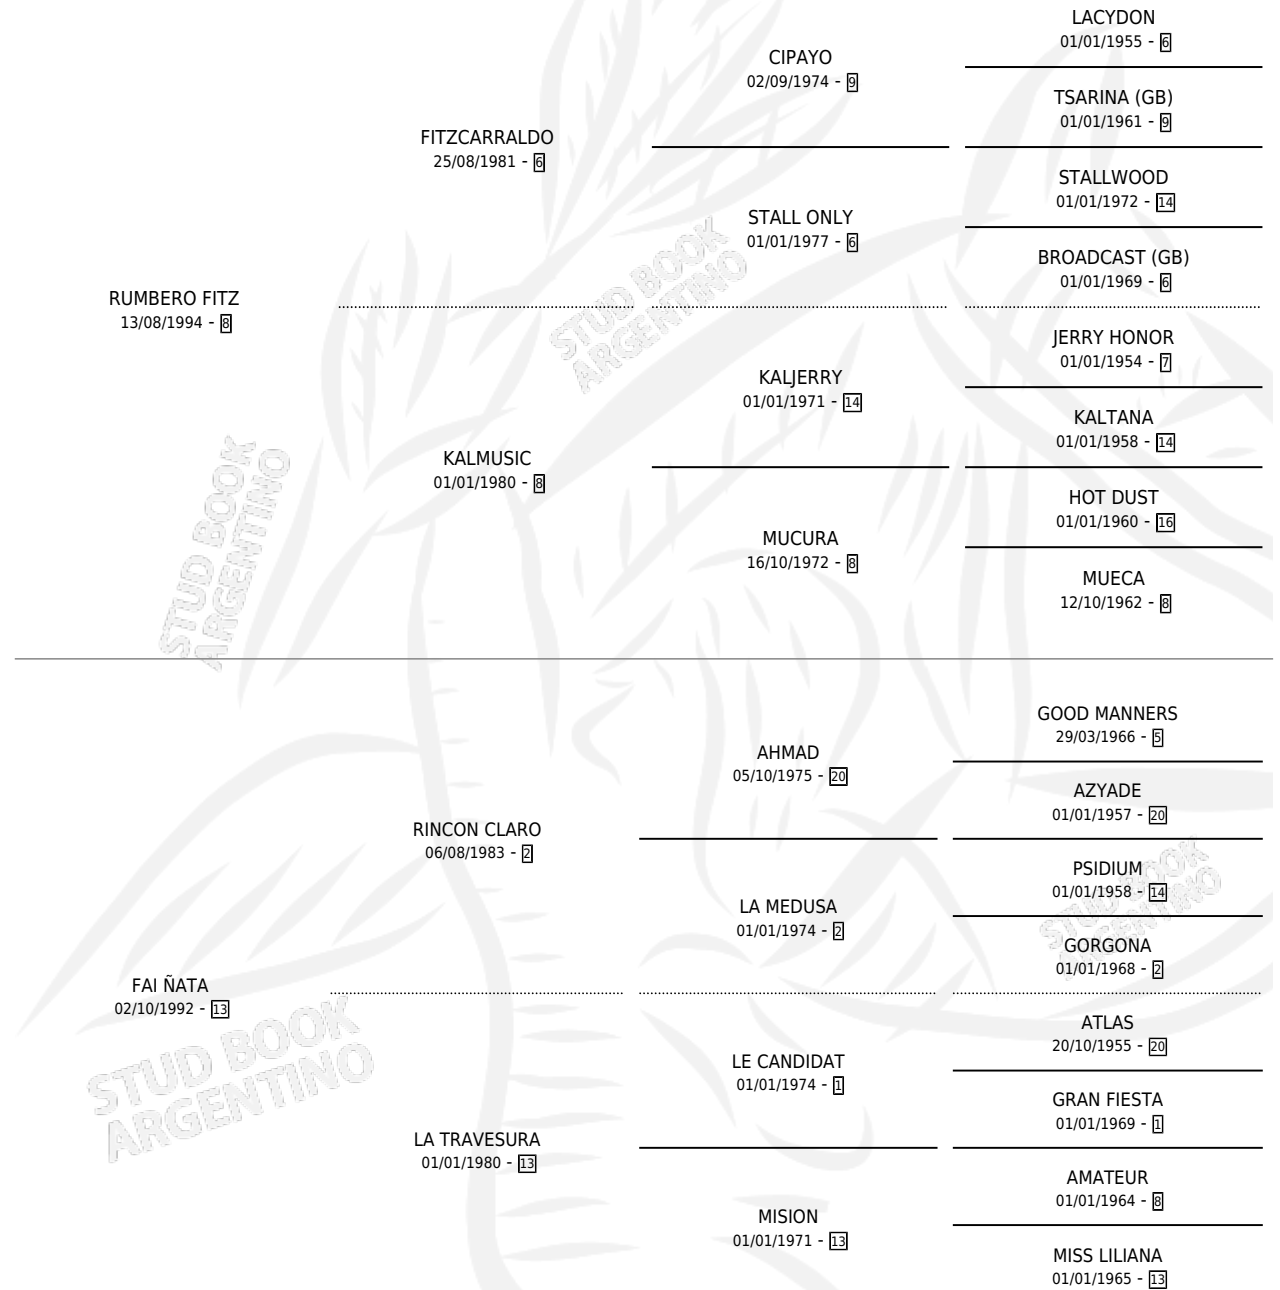 LACYDON
01/01/1955 - 6
CIPAYO
02/09/1974 - 9
TSARINA (GB)
01/01/1961 - 9
FITZCARRALDO
25/08/1981 - 6
STALLWOOD
01/01/1972 - 14
STALL ONLY
01/01/1977 - 6
BROADCAST (GB)
01/01/1969 - 6
RUMBERO FITZ
13/08/1994 - 8
JERRY HONOR
01/01/1954 - 7
KALJERRY
01/01/1971 - 14
KALTANA
01/01/1958 - 14
KALMUSIC
01/01/1980 - 8
HOT DUST
01/01/1960 - 16
MUCURA
16/10/1972 - 8
MUECA
12/10/1962 - 8
GOOD MANNERS
29/03/1966 - 5
AHMAD
05/10/1975 - 20
AZYADE
01/01/1957 - 20
RINCON CLARO
06/08/1983 - 2
PSIDIUM
01/01/1958 - 14
LA MEDUSA
01/01/1974 - 2
GORGONA
01/01/1968 - 2
FAI ÑATA
02/10/1992 - 13
ATLAS
20/10/1955 - 20
LE CANDIDAT
01/01/1974 - 1
GRAN FIESTA
01/01/1969 - 1
LA TRAVESURA
01/01/1980 - 13
AMATEUR
01/01/1964 - 8
MISION
01/01/1971 - 13
MISS LILIANA
01/01/1965 - 13
STUD BOOK
ARGENTINO
STUD BOOK
ARGENTINO
STUD BOOK
ARGENTINO
STUD BOOK
ARGENTINO